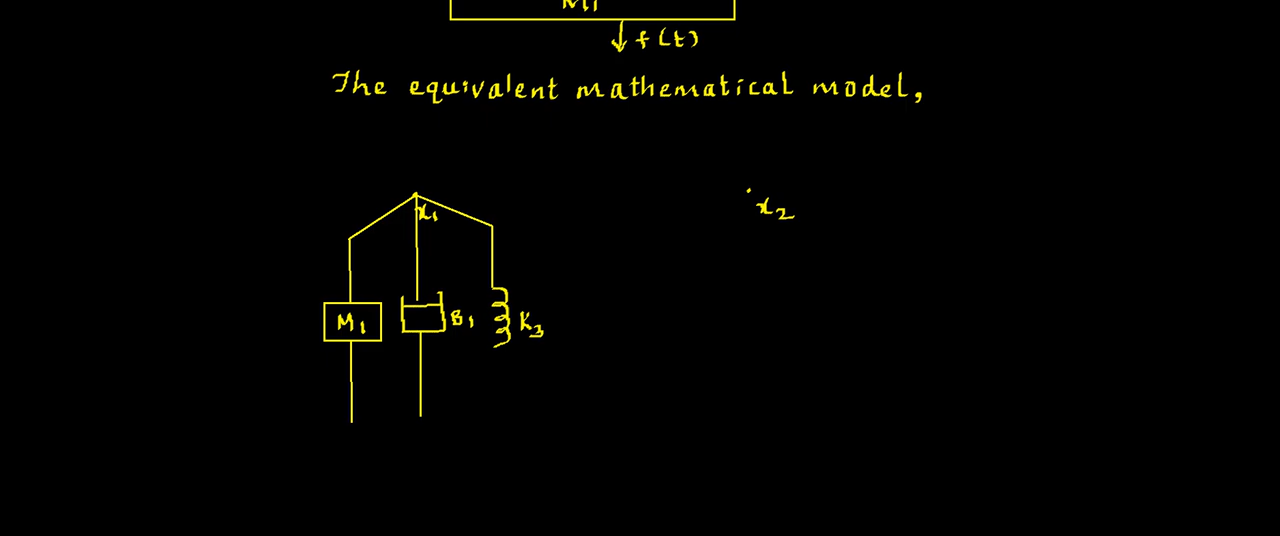 M1
f(t)
The equivalent mathematical model,
x1
x2
M1
B1
K3